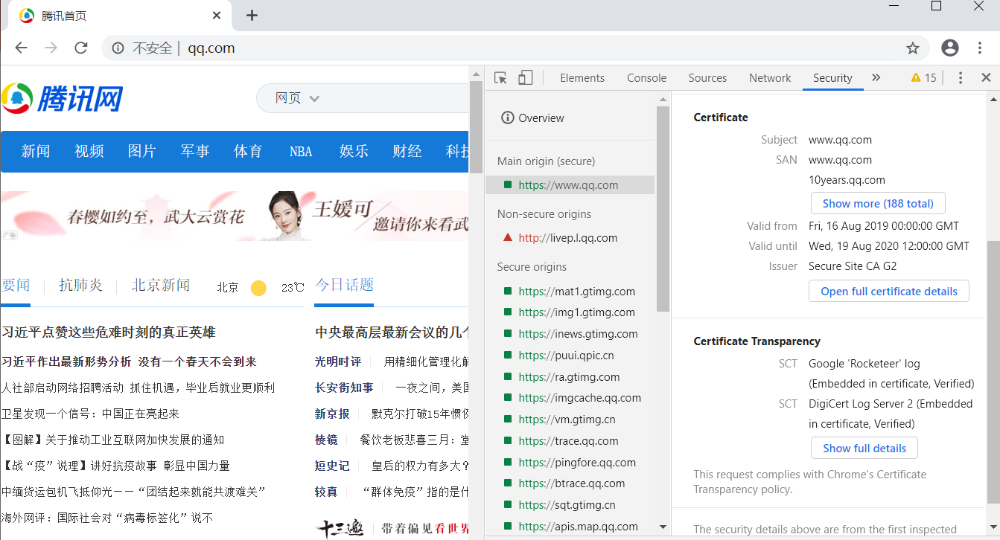 腾讯首页
不安全 | qq.com
腾讯网
网页
新闻 视频 图片 军事 体育 NBA 娱乐 财经 科技
春樱如约至，武大云赏花
王媛可
邀请你来看武
广告
要闻 抗肺炎 北京新闻 北京 23℃ 今日话题
习近平点赞这些危难时刻的真正英雄
习近平作出最新形势分析 没有一个春天不会到来
人社部启动网络招聘活动 抓住机遇，毕业后就业更顺利
卫星发现一个信号：中国正在亮起来
【图解】关于推动工业互联网加快发展的通知
【战“疫”说理】讲好抗疫故事 彰显中国力量
中缅货运包机飞抵仰光——“团结起来就能共渡难关”
海外网评：国际社会对“病毒标签化”说不
中央最高层最新会议的几个
光明时评 用精细化管理化解
长安街知事 一夜之间，美国
新京报 默克尔打破15年惯例
棱镜 餐饮老板悲喜三月：堂
短史记 皇后的权力有多大？
较真 “群体免疫”指的是什
十三邀 带着偏见看世界
Elements Console Sources Network Security 15
Overview
Main origin (secure)
https://www.qq.com
Non-secure origins
http://livep.l.qq.com
Secure origins
https://mat1.gtimg.com
https://img1.gtimg.com
https://inews.gtimg.com
https://puui.qpic.cn
https://ra.gtimg.com
https://imgcache.qq.com
https://vm.gtimg.cn
https://trace.qq.com
https://pingfore.qq.com
https://btrace.qq.com
https://sqt.gtimg.cn
https://apis.map.qq.com
Certificate
Subject www.qq.com
SAN www.qq.com
10years.qq.com
Show more (188 total)
Valid from Fri, 16 Aug 2019 00:00:00 GMT
Valid until Wed, 19 Aug 2020 12:00:00 GMT
Issuer Secure Site CA G2
Open full certificate details
Certificate Transparency
SCT Google 'Rocketeer' log
(Embedded in certificate, Verified)
SCT DigiCert Log Server 2 (Embedded
in certificate, Verified)
Show full details
This request complies with Chrome's Certificate
Transparency policy.
The security details above are from the first inspected